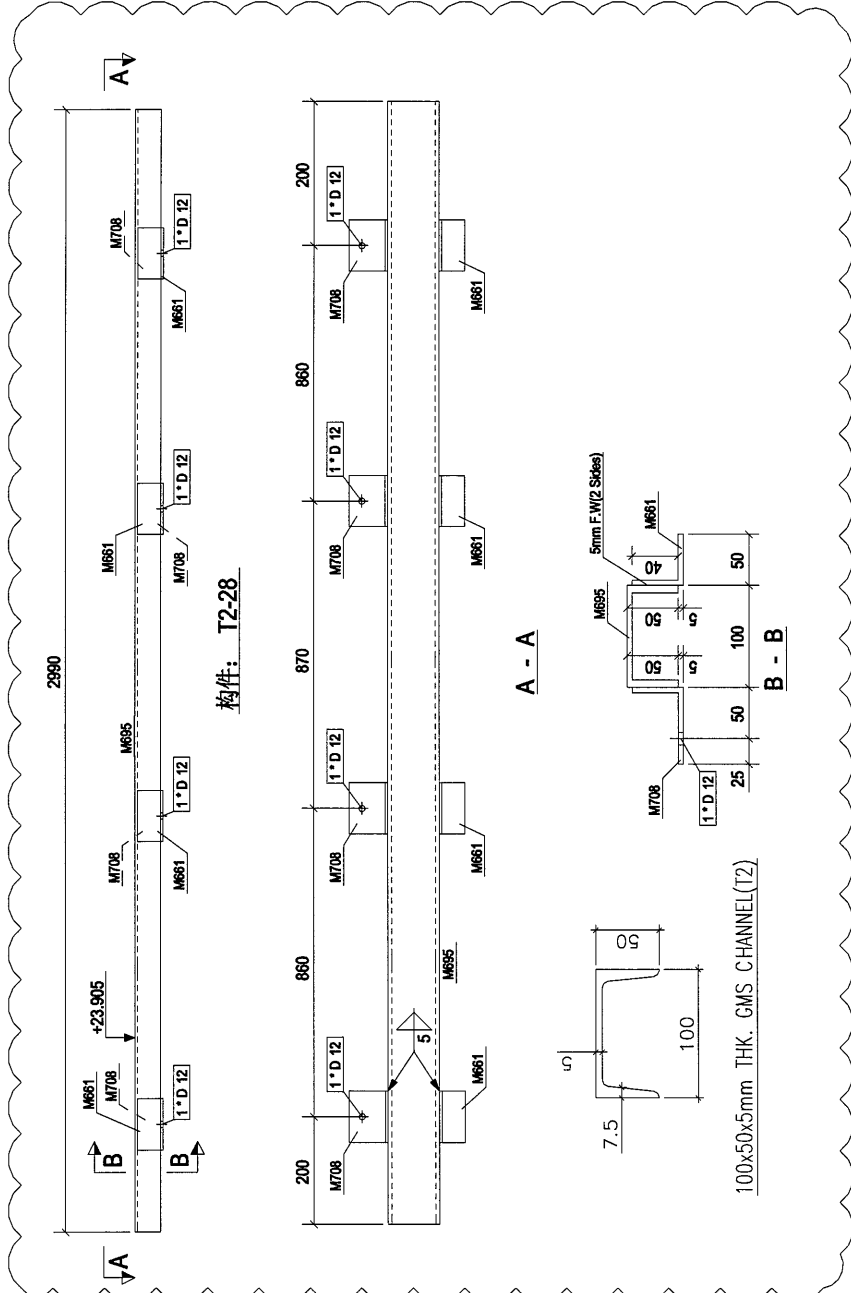 A
A
2990
+23.905
M695
B
B
M661
M708
1*D 12
M708
M661
1*D 12
M661
M708
1*D 12
M708
M661
1*D 12
构件: T2-28
200
860
870
860
200
1*D 12
M708
1*D 12
M708
1*D 12
M708
1*D 12
M708
5
M695
M661
M661
M661
M661
A - A
7.5
5
50
100
100x50x5mm THK. GMS CHANNEL(T2)
M695
5mm F.W(2 Sides)
M661
M708
1*D 12
50
5
50
5
40
25
50
100
50
B - B